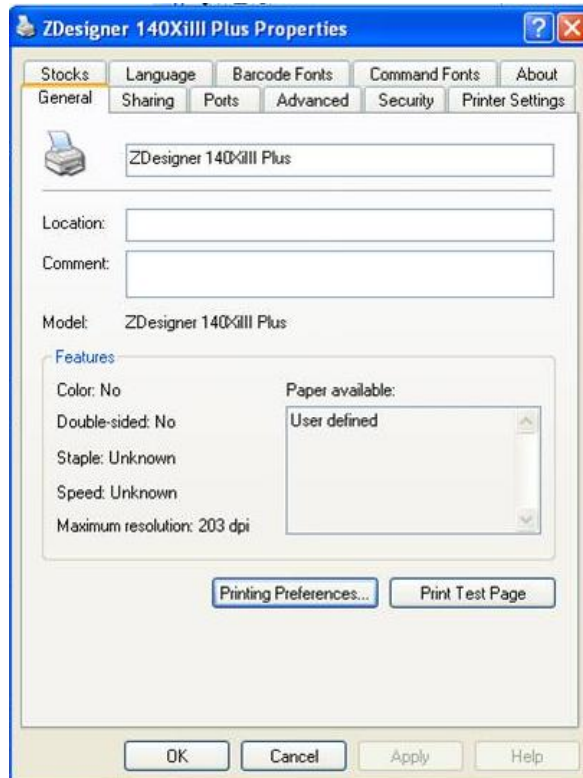 ZDesigner 140XiIII Plus Properties
Stocks Language Barcode Fonts Command Fonts About
General Sharing Ports Advanced Security Printer Settings
ZDesigner 140XiIII Plus
Location:
Comment:
Model: ZDesigner 140XiIII Plus
Features
Color: No Paper available:
Double-sided: No User defined
Staple: Unknown
Speed: Unknown
Maximum resolution: 203 dpi
Printing Preferences... Print Test Page
OK Cancel Apply Help